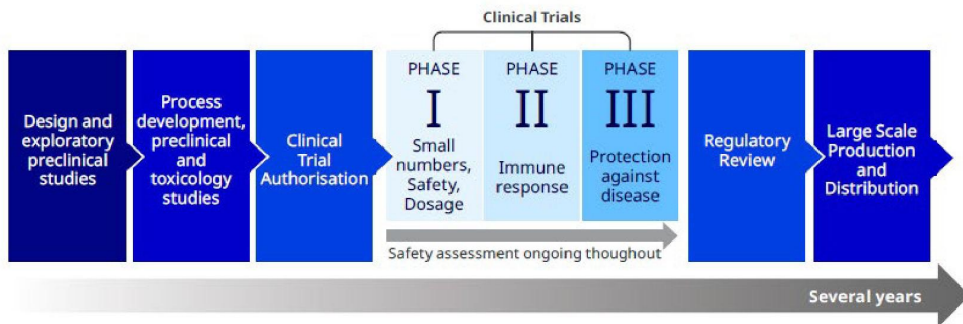 Clinical Trials
Design and
exploratory
preclinical
studies
Process
development,
preclinical
and
toxicology
studies
Clinical
Trial
Authorisation
PHASE
I
Small
numbers,
Safety,
Dosage
PHASE
II
Immune
response
PHASE
III
Protection
against
disease
Safety assessment ongoing thoughout
Regulatory
Review
Large Scale
Production
and
Distribution
Several years